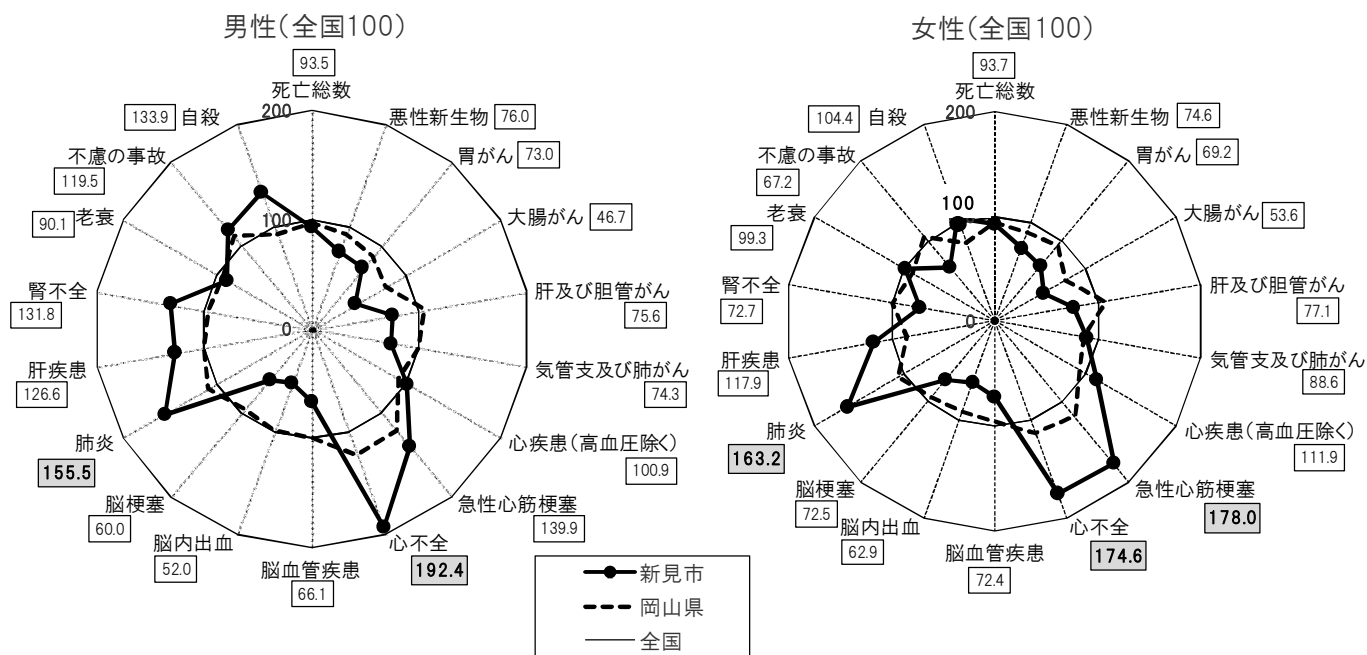 男性(全国100)
93.5
死亡総数
200
100
0
悪性新生物 76.0
胃がん 73.0
大腸がん 46.7
肝及び胆管がん
75.6
気管支及び肺がん
74.3
心疾患(高血圧除く)
100.9
急性心筋梗塞
139.9
心不全
192.4
脳血管疾患
66.1
脳内出血
52.0
脳梗塞
60.0
肺炎
155.5
肝疾患
126.6
腎不全
131.8
老衰
90.1
不慮の事故
119.5
133.9 自殺
女性(全国100)
93.7
死亡総数
200
100
0
悪性新生物 74.6
胃がん 69.2
大腸がん 53.6
肝及び胆管がん
77.1
気管支及び肺がん
88.6
心疾患(高血圧除く)
111.9
急性心筋梗塞
178.0
心不全
174.6
脳血管疾患
72.4
脳内出血
62.9
脳梗塞
72.5
肺炎
163.2
肝疾患
117.9
腎不全
72.7
老衰
99.3
不慮の事故
67.2
104.4 自殺
新見市
岡山県
全国